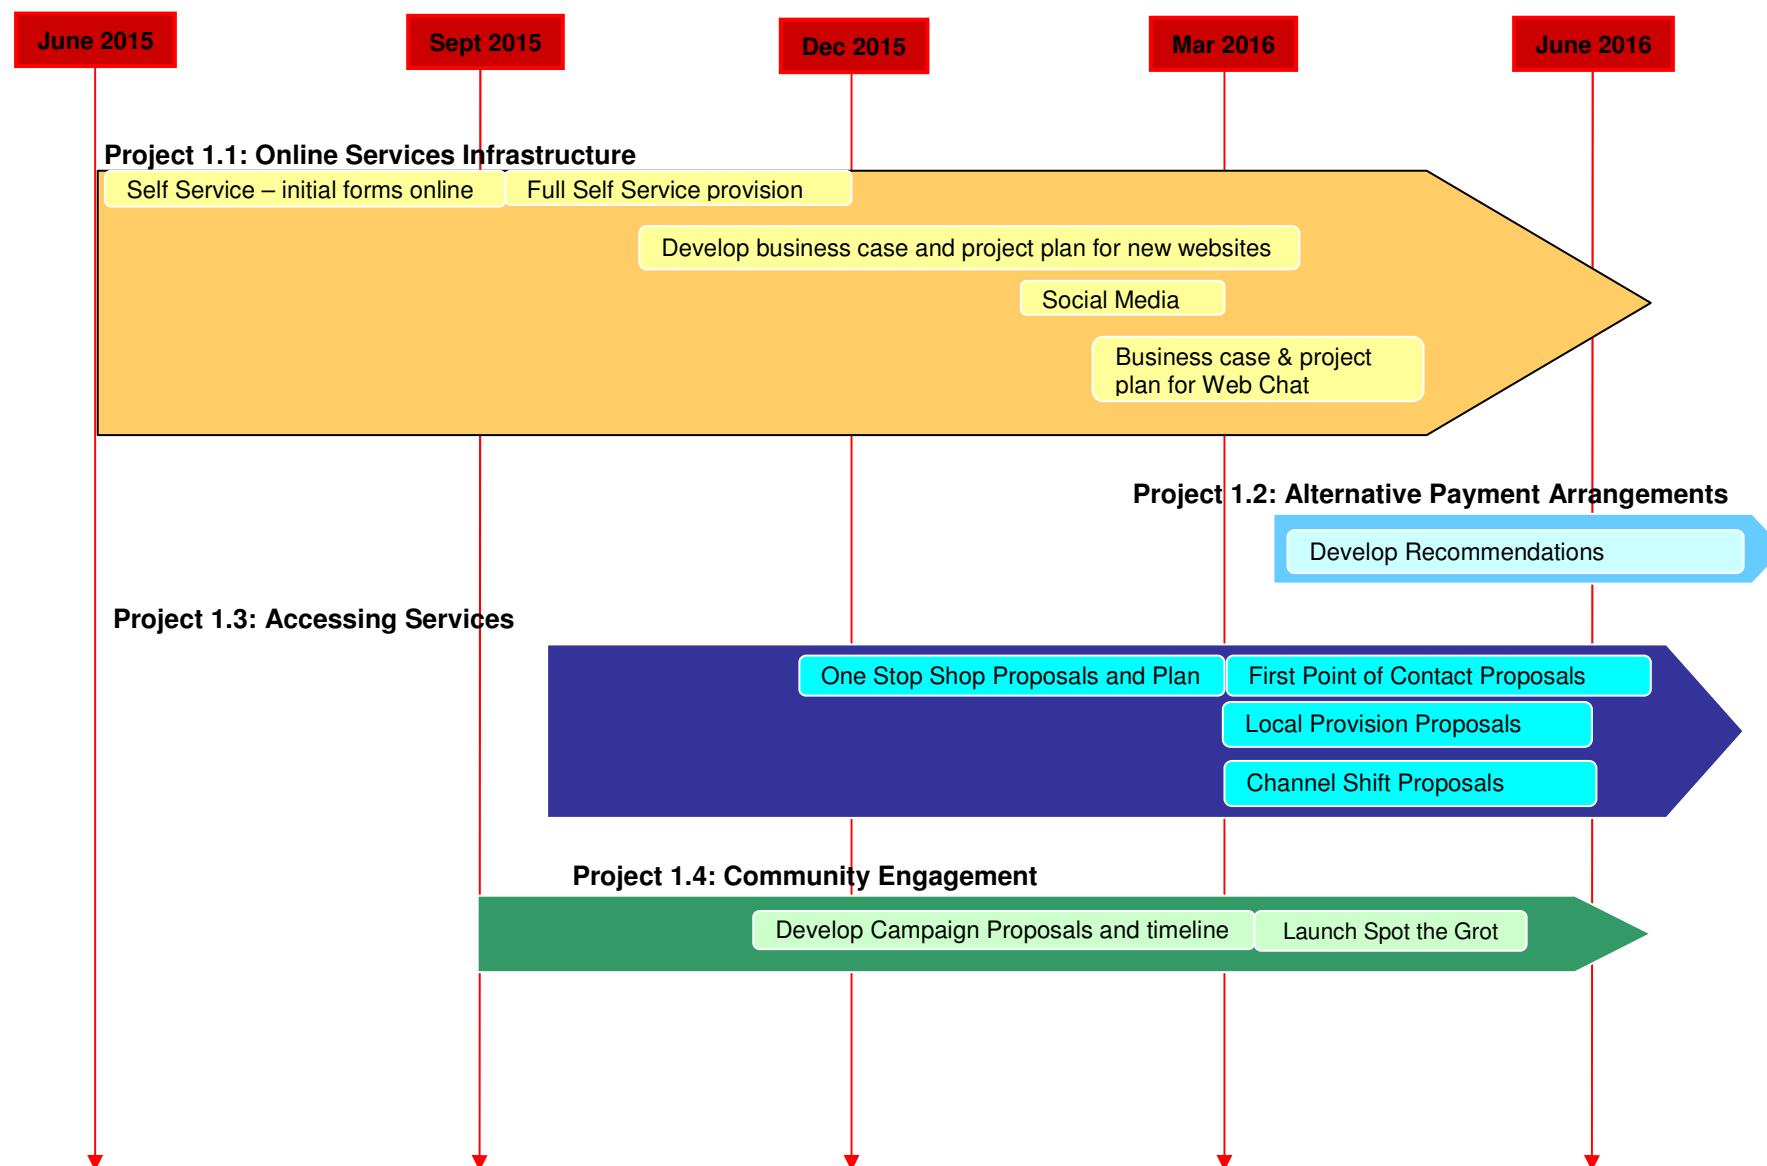 June 2015
Sept 2015
Dec 2015
Mar 2016
June 2016
Project 1.1: Online Services Infrastructure
Self Service – initial forms online
Full Self Service provision
Develop business case and project plan for new websites
Social Media
Business case & project
plan for Web Chat
Project 1.2: Alternative Payment Arrangements
Develop Recommendations
Project 1.3: Accessing Services
One Stop Shop Proposals and Plan
First Point of Contact Proposals
Local Provision Proposals
Channel Shift Proposals
Project 1.4: Community Engagement
Develop Campaign Proposals and timeline
Launch Spot the Grot